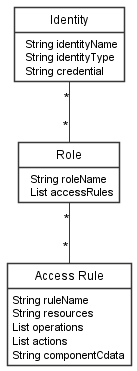 Identity
String identityName
String identityType
String credential
*
*
Role
String roleName
List accessRules
*
*
Access Rule
String ruleName
String resources
List operations
List actions
String componentCdata